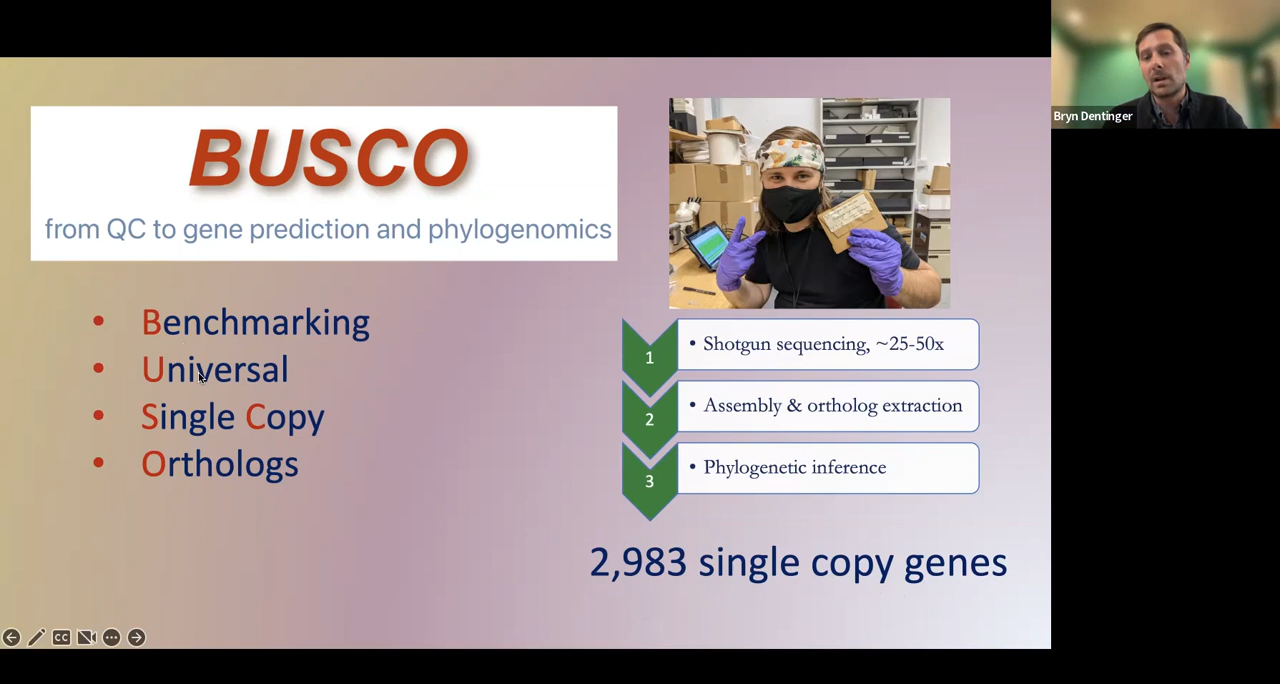 BUSCO
from QC to gene prediction and phylogenomics
• Benchmarking
• Universal
• Single Copy
• Orthologs
1
• Shotgun sequencing, ~25-50x
2
• Assembly & ortholog extraction
3
• Phylogenetic inference
2,983 single copy genes
Bryn Dentinger
CC